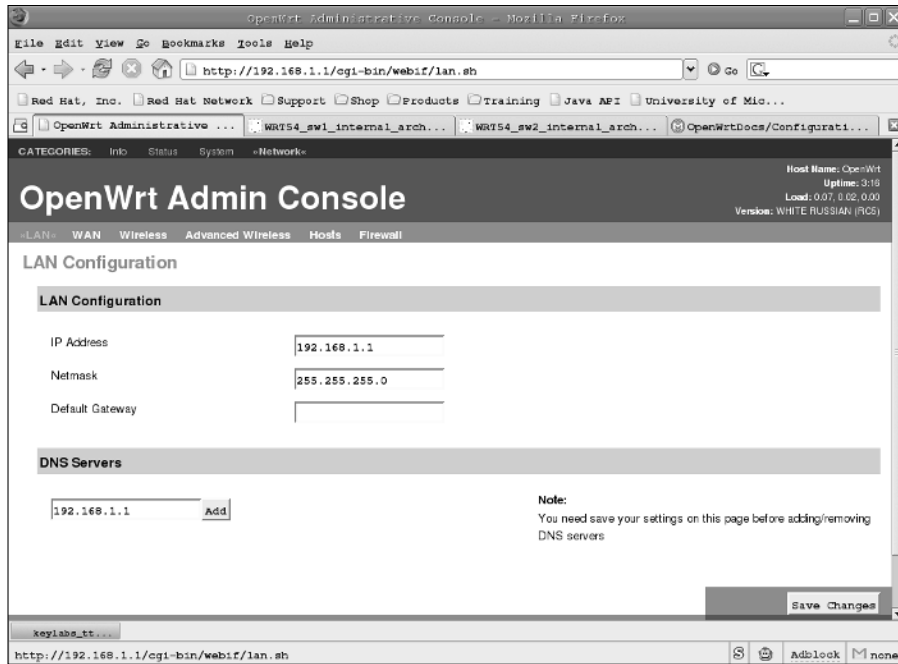 OpenWrt Administrative Console - Mozilla Firefox
File Edit View Go Bookmarks Tools Help
http://192.168.1.1/cgi-bin/webif/lan.sh Go
Red Hat, Inc. Red Hat Network Support Shop Products Training Java API University of Mic...
OpenWrt Administrative ... WRT54_sw1_internal_arch... WRT54_sw2_internal_arch... OpenWrtDocs/Configurati...
CATEGORIES: Info Status System »Network«
Host Name: OpenWrt
Uptime: 3:16
OpenWrt Admin Console
Load: 0.07, 0.02, 0.00
Version: WHITE RUSSIAN (RC5)
»LAN« WAN Wireless Advanced Wireless Hosts Firewall
LAN Configuration
LAN Configuration
IP Address 192.168.1.1
Netmask 255.255.255.0
Default Gateway
DNS Servers
192.168.1.1 Add
Note:
You need save your settings on this page before adding/removing
DNS servers
Save Changes
keylabs_tt...
http://192.168.1.1/cgi-bin/webif/lan.sh Adblock none